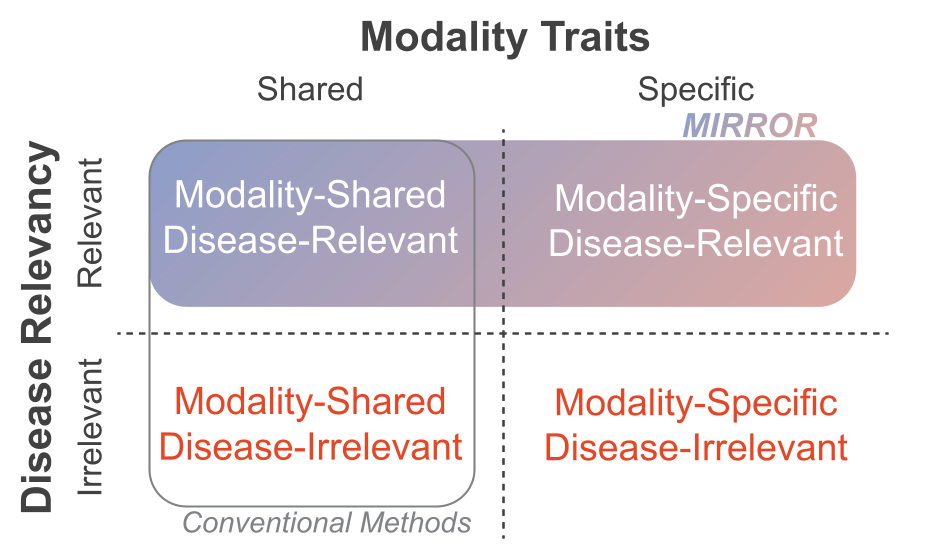 Modality Traits
Shared
Specific
MIRROR
Disease Relevancy
Relevant
Modality-Shared
Disease-Relevant
Modality-Specific
Disease-Relevant
Irrelevant
Modality-Shared
Disease-Irrelevant
Modality-Specific
Disease-Irrelevant
Conventional Methods